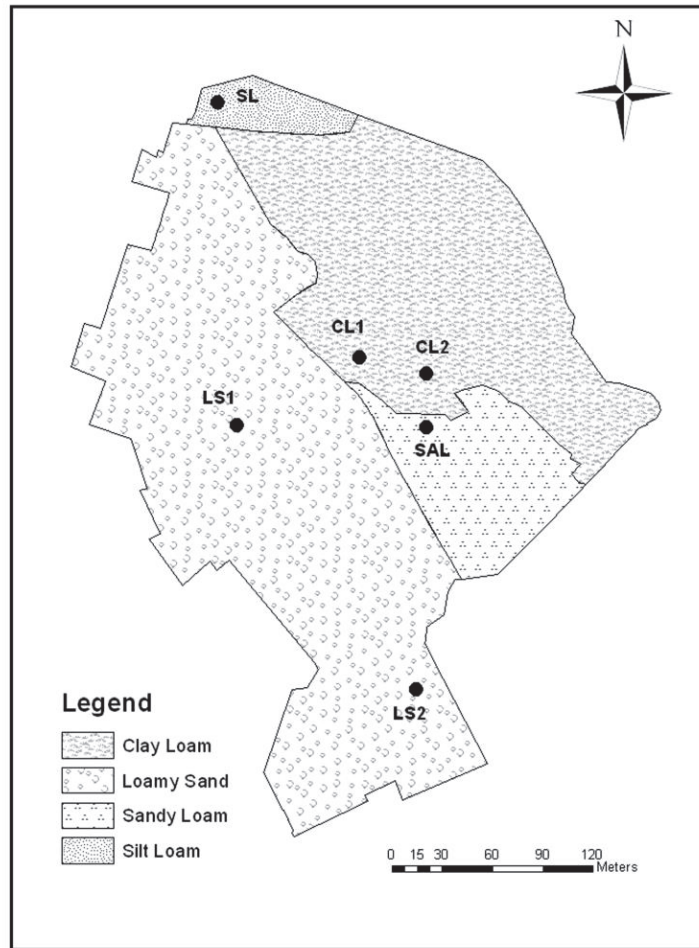 N
SL
CL1
CL2
LS1
SAL
LS2
Legend
Clay Loam
Loamy Sand
Sandy Loam
Silt Loam
0 15 30 60 90 120
Meters